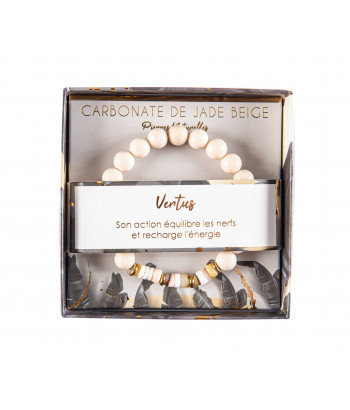 CARBONATE DE JADE BEIGE
Pierres Naturelles
Vertus
Son action équilibre les nerfs
et recharge l'énergie